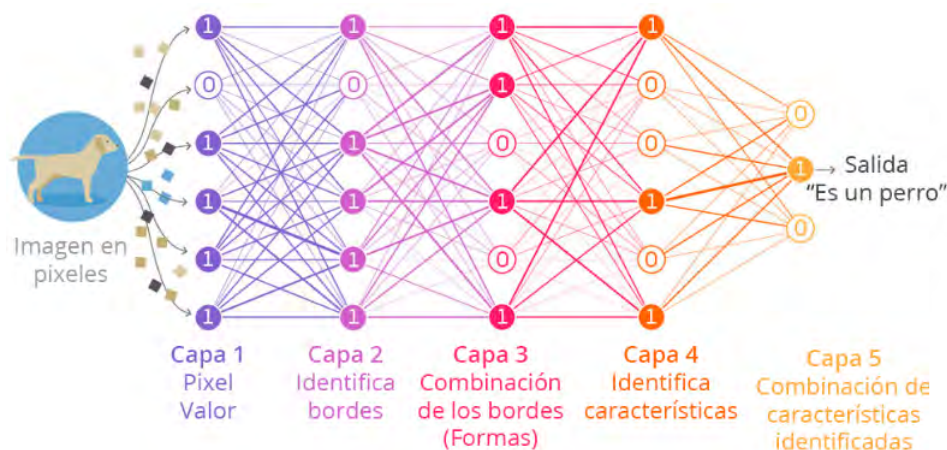 1 1 1 1
0 0 1 0
0
1 1 0 0
1 → Salida
"Es un perro"
1 1 1 1
0
Imagen en
pixeles
1 1 0 0
1 1 1 1
Capa 1
Pixel
Valor
Capa 2
Identifica
bordes
Capa 3
Combinación
de los bordes
(Formas)
Capa 4
Identifica
características
Capa 5
Combinación de
características
identificadas